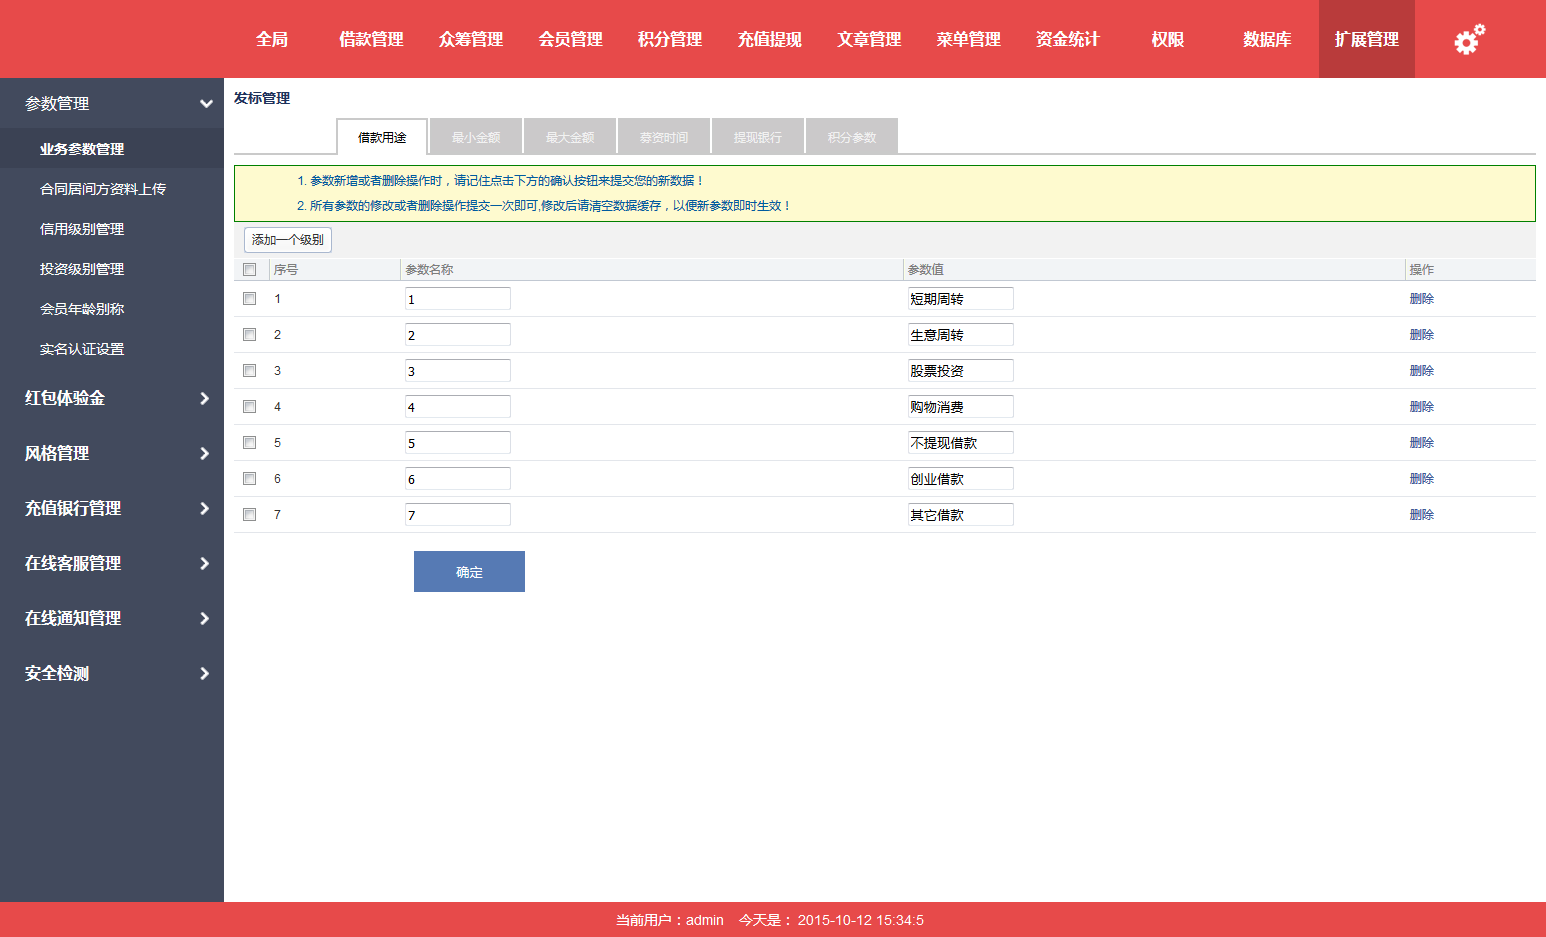 全局 借款管理 众筹管理 会员管理 积分管理 充值提现 文章管理 菜单管理 资金统计 权限 数据库 扩展管理
参数管理
业务参数管理
合同居间方资料上传
信用级别管理
投资级别管理
会员年龄别称
实名认证设置
红包体验金
风格管理
充值银行管理
在线客服管理
在线通知管理
安全检测
发标管理
借款用途 最小金额 最大金额 募资时间 提现银行 积分参数
1. 参数新增或者删除操作时，请记住点击下方的确认按钮来提交您的新数据！
2. 所有参数的修改或者删除操作提交一次即可,修改后请清空数据缓存，以便新参数即时生效！
添加一个级别
序号 参数名称 参数值 操作
1 1 短期周转 删除
2 2 生意周转 删除
3 3 股票投资 删除
4 4 购物消费 删除
5 5 不提现借款 删除
6 6 创业借款 删除
7 7 其它借款 删除
确定
当前用户：admin 今天是： 2015-10-12 15:34:5